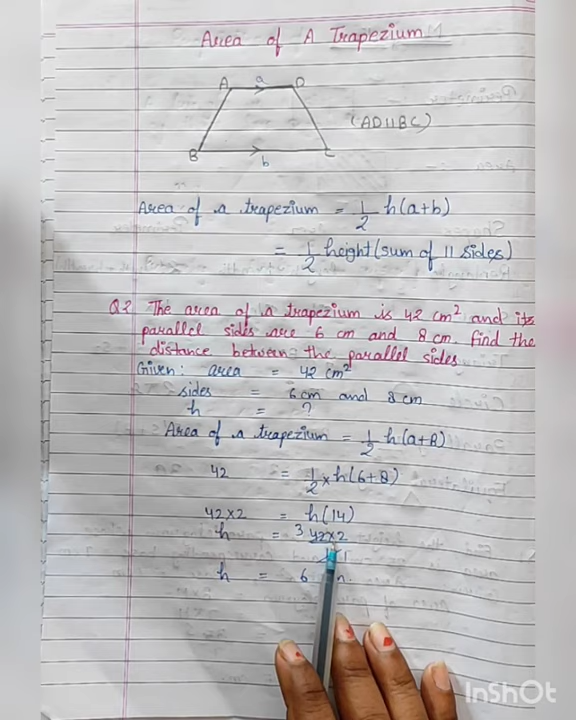 Area of A Trapezium
A a D
(AD||BC)
B b C
Area of a trapezium = 1/2 h(a+b)
= 1/2 height (sum of || sides)
Q2 The area of a trapezium is 42 cm² and its
parallel sides are 6 cm and 8 cm. find the
distance between the parallel sides
Given: area = 42 cm²
sides = 6cm and 8 cm
h = ?
Area of a trapezium = 1/2 h(a+B)
42 = 1/2 × h(6+8)
42×2 = h(14)
h = 3 42×2
h = 6
InShOt